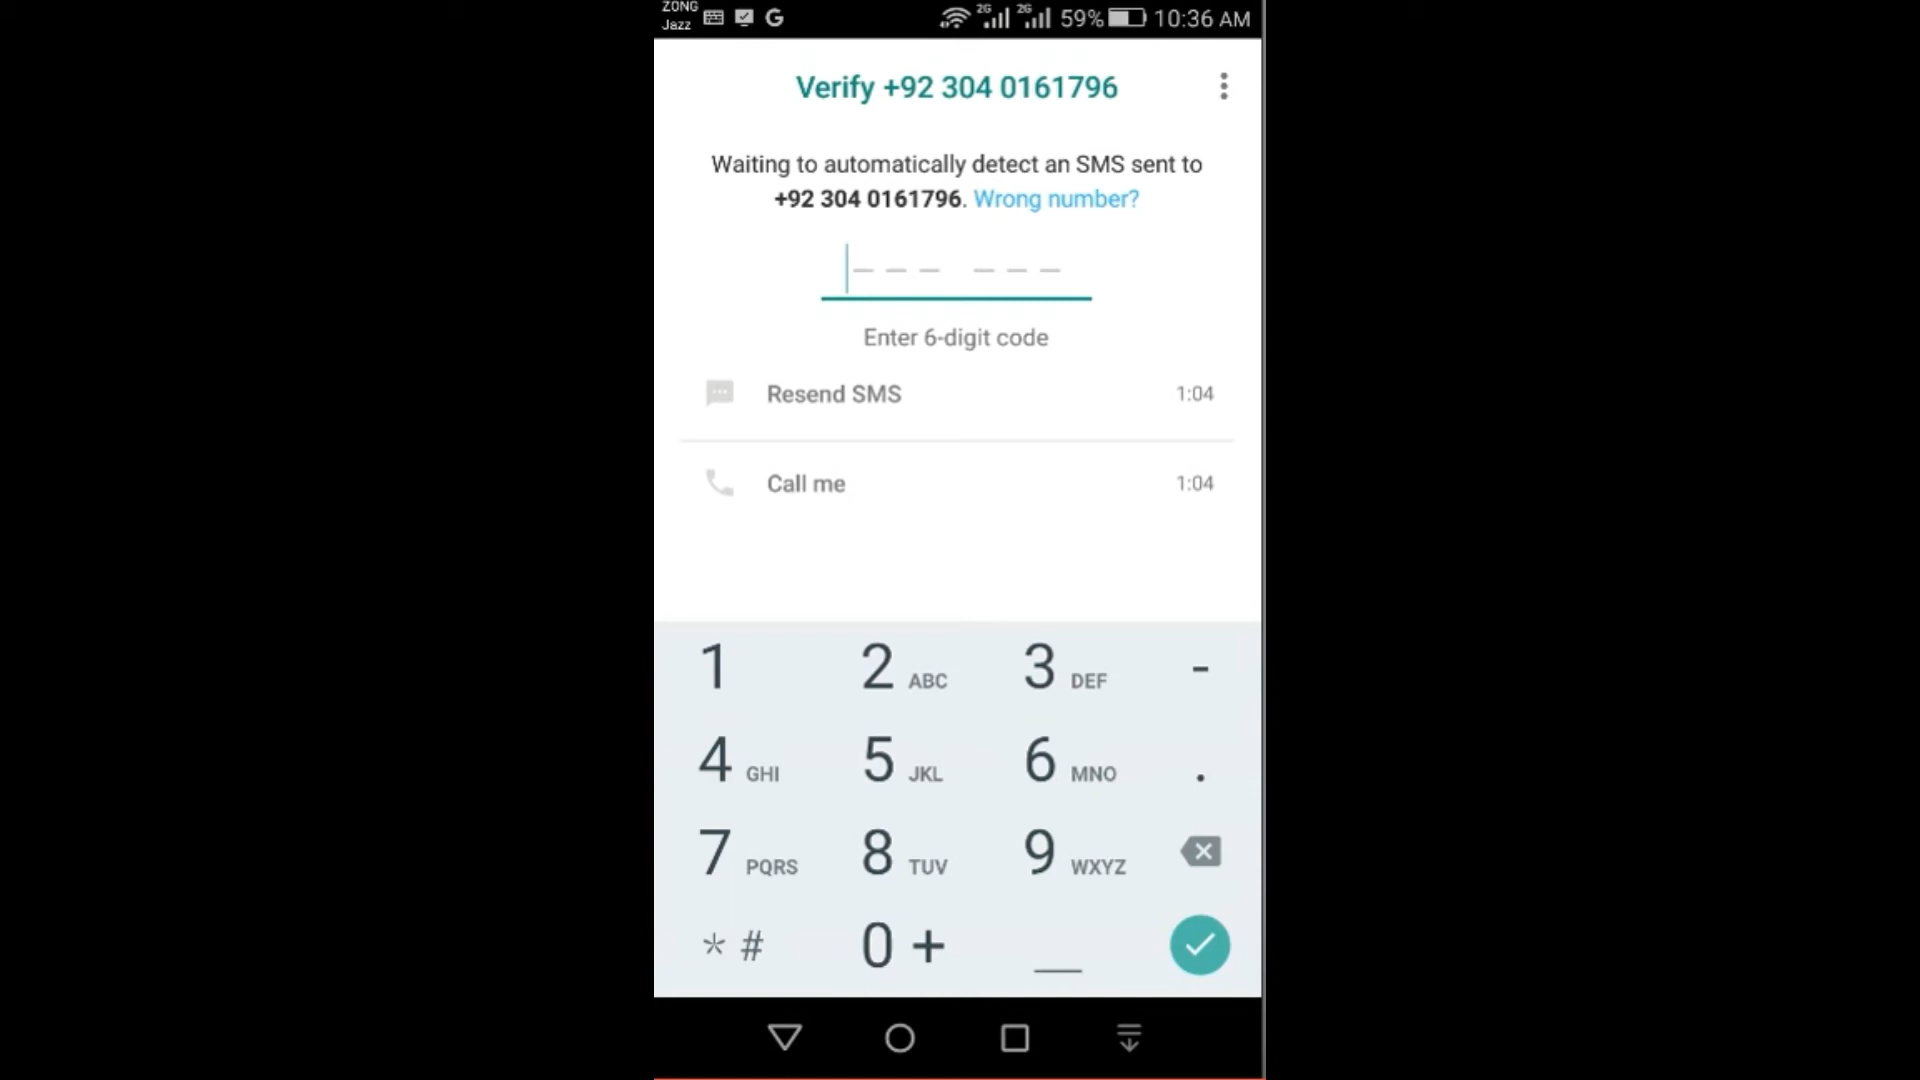 ZONG
Jazz
2G 2G 59% 10:36 AM
Verify +92 304 0161796
Waiting to automatically detect an SMS sent to
+92 304 0161796. Wrong number?
Enter 6-digit code
Resend SMS 1:04
Call me 1:04
1 2 ABC 3 DEF -
4 GHI 5 JKL 6 MNO .
7 PQRS 8 TUV 9 WXYZ
* # 0 +